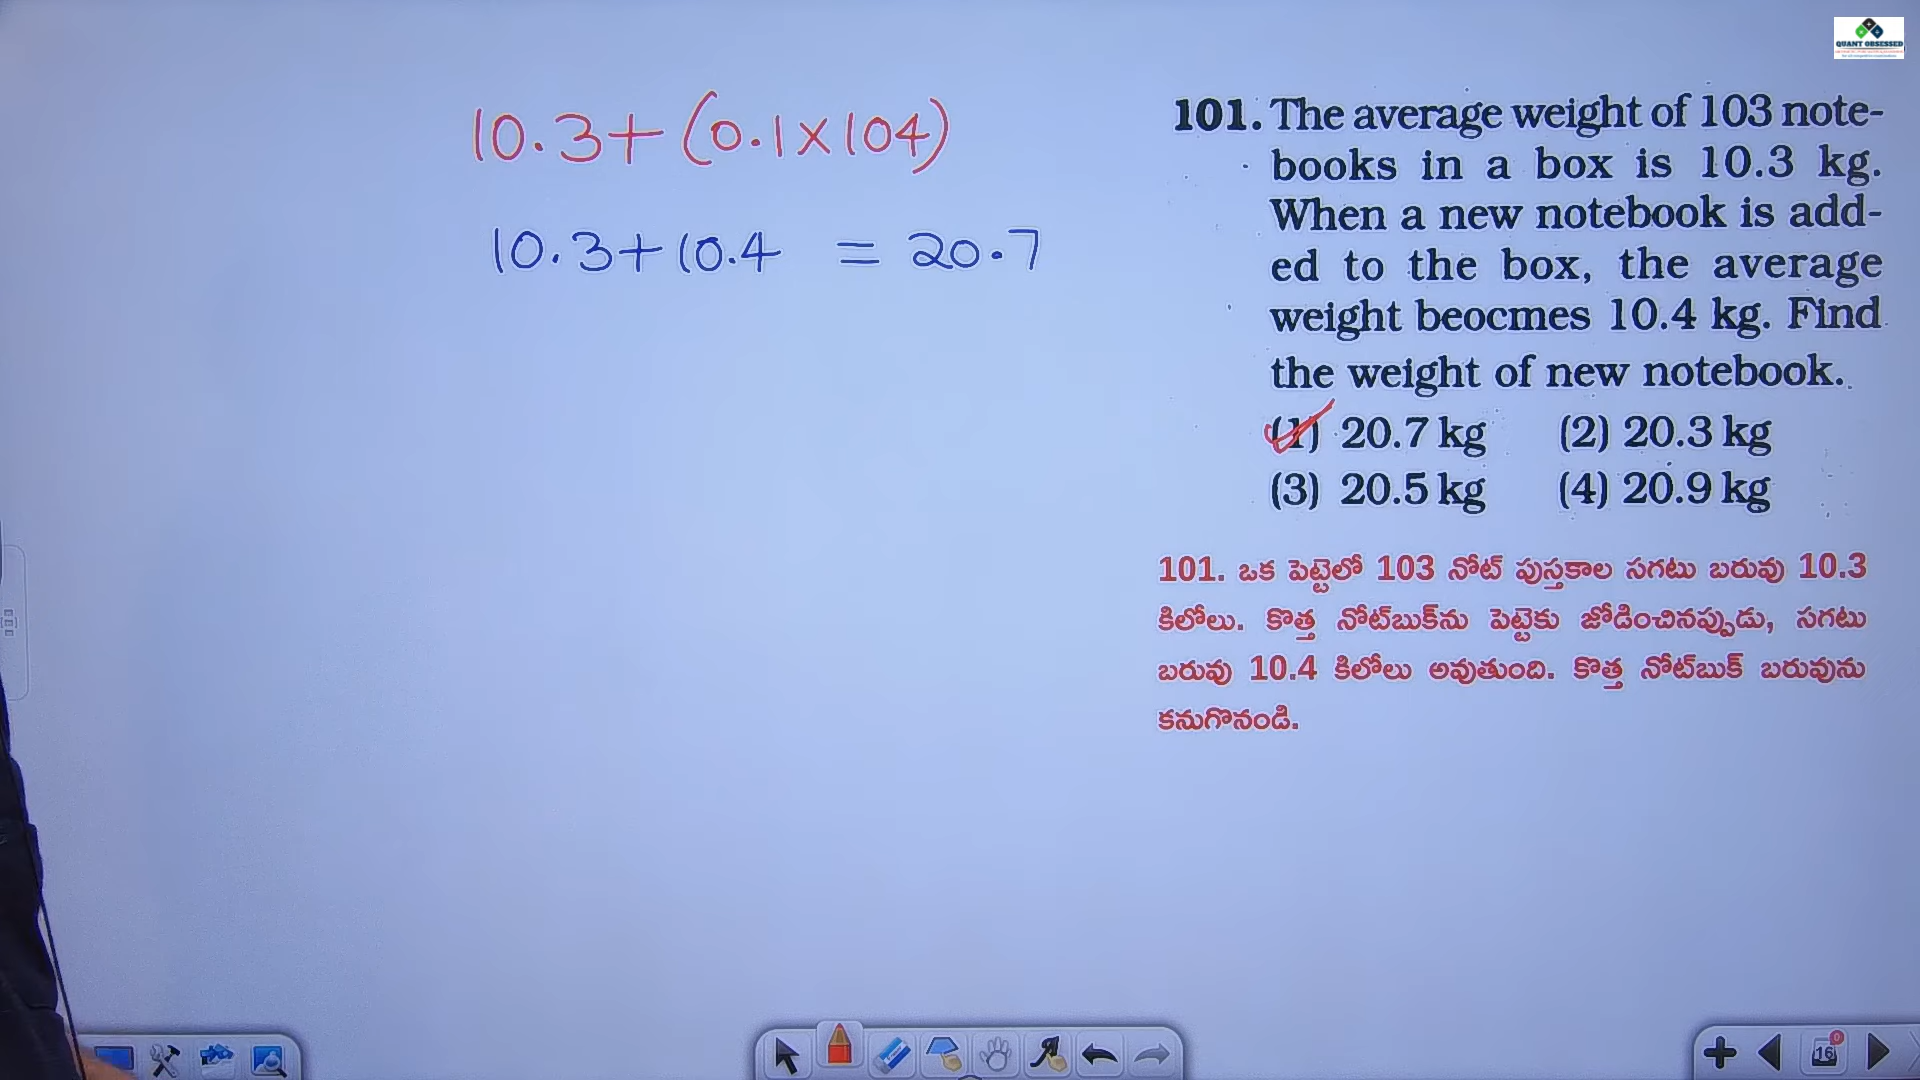 QUANT OBSESSED
10.3+(0.1×104)
10.3+10.4 = 20.7
101. The average weight of 103 note-
books in a box is 10.3 kg.
When a new notebook is add-
ed to the box, the average
weight beocmes 10.4 kg. Find
the weight of new notebook.
(1) 20.7 kg (2) 20.3 kg
(3) 20.5 kg (4) 20.9 kg
101. ఒక పెట్టెలో 103 నోట్ పుస్తకాల సగటు బరువు 10.3
కిలోలు. కొత్త నోట్‌బుక్‌ను పెట్టెకు జోడించినప్పుడు, సగటు
బరువు 10.4 కిలోలు అవుతుంది. కొత్త నోట్‌బుక్ బరువును
కనుగొనండి.
16
0